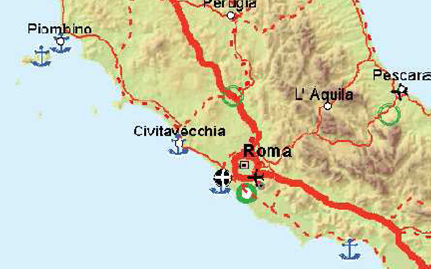 Perugia
Piombino
Pescara
L' Aquila
Civitavecchia
Roma